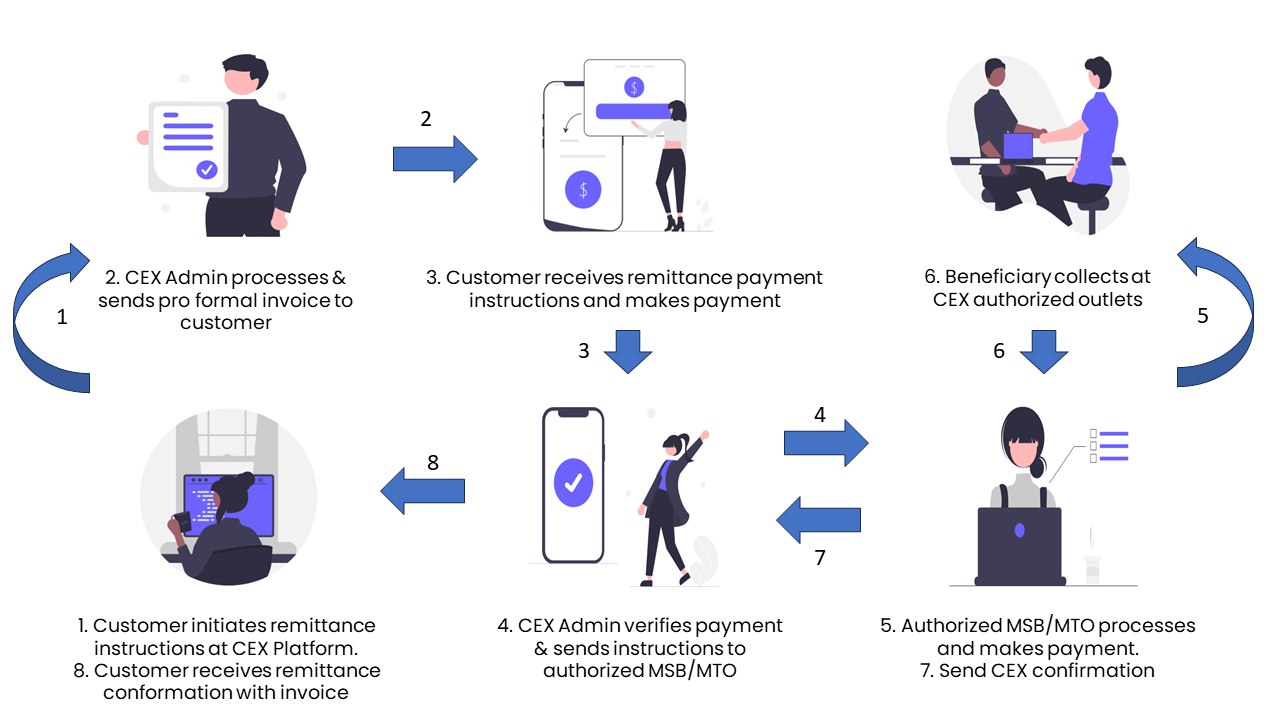 2
2. CEX Admin processes &
sends pro formal invoice to
customer
3. Customer receives remittance payment
instructions and makes payment
6. Beneficiary collects at
CEX authorized outlets
1
3
6
5
$
$
8
4
7
1. Customer initiates remittance
instructions at CEX Platform.
8. Customer receives remittance
conformation with invoice
4. CEX Admin verifies payment
& sends instructions to
authorized MSB/MTO
5. Authorized MSB/MTO processes
and makes payment.
7. Send CEX confirmation